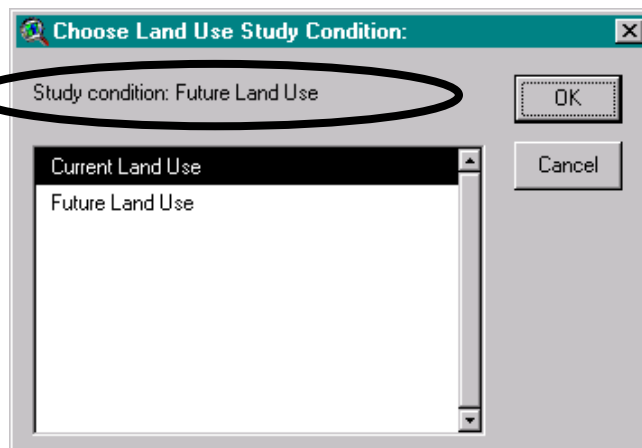 Choose Land Use Study Condition:
Study condition: Future Land Use
OK
Current Land Use
Cancel
Future Land Use